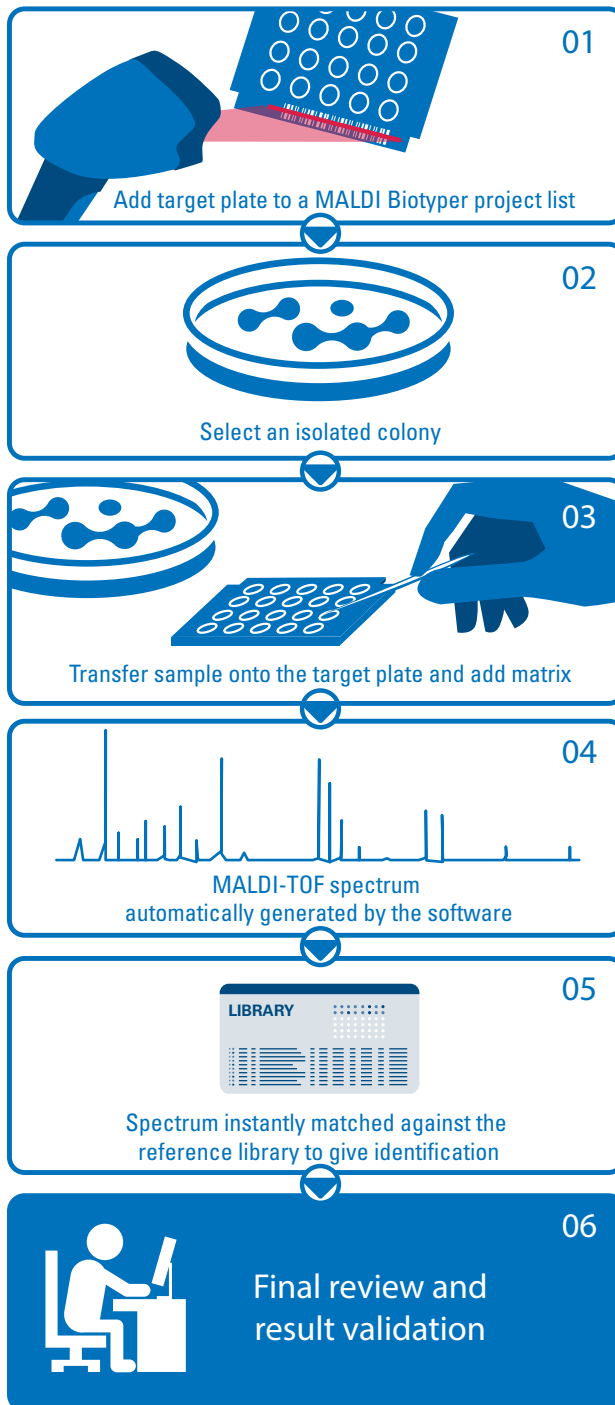 01
Add target plate to a MALDI Biotyper project list
02
Select an isolated colony
03
Transfer sample onto the target plate and add matrix
04
MALDI-TOF spectrum
automatically generated by the software
05
LIBRARY
Spectrum instantly matched against the
reference library to give identification
06
Final review and
result validation